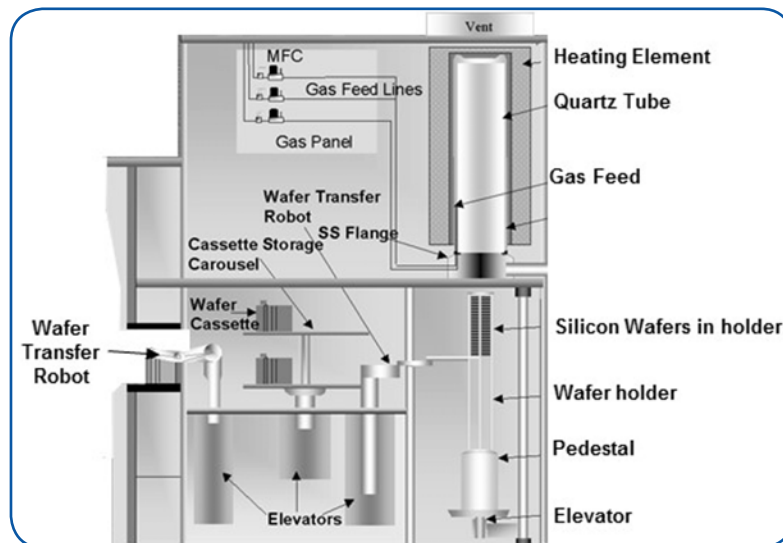 Vent
MFC
Gas Feed Lines
Gas Panel
Heating Element
Quartz Tube
Gas Feed
Wafer Transfer
Robot
SS Flange
Cassette Storage
Carousel
Wafer
Cassette
Wafer
Transfer
Robot
Silicon Wafers in holder
Wafer holder
Pedestal
Elevators
Elevator